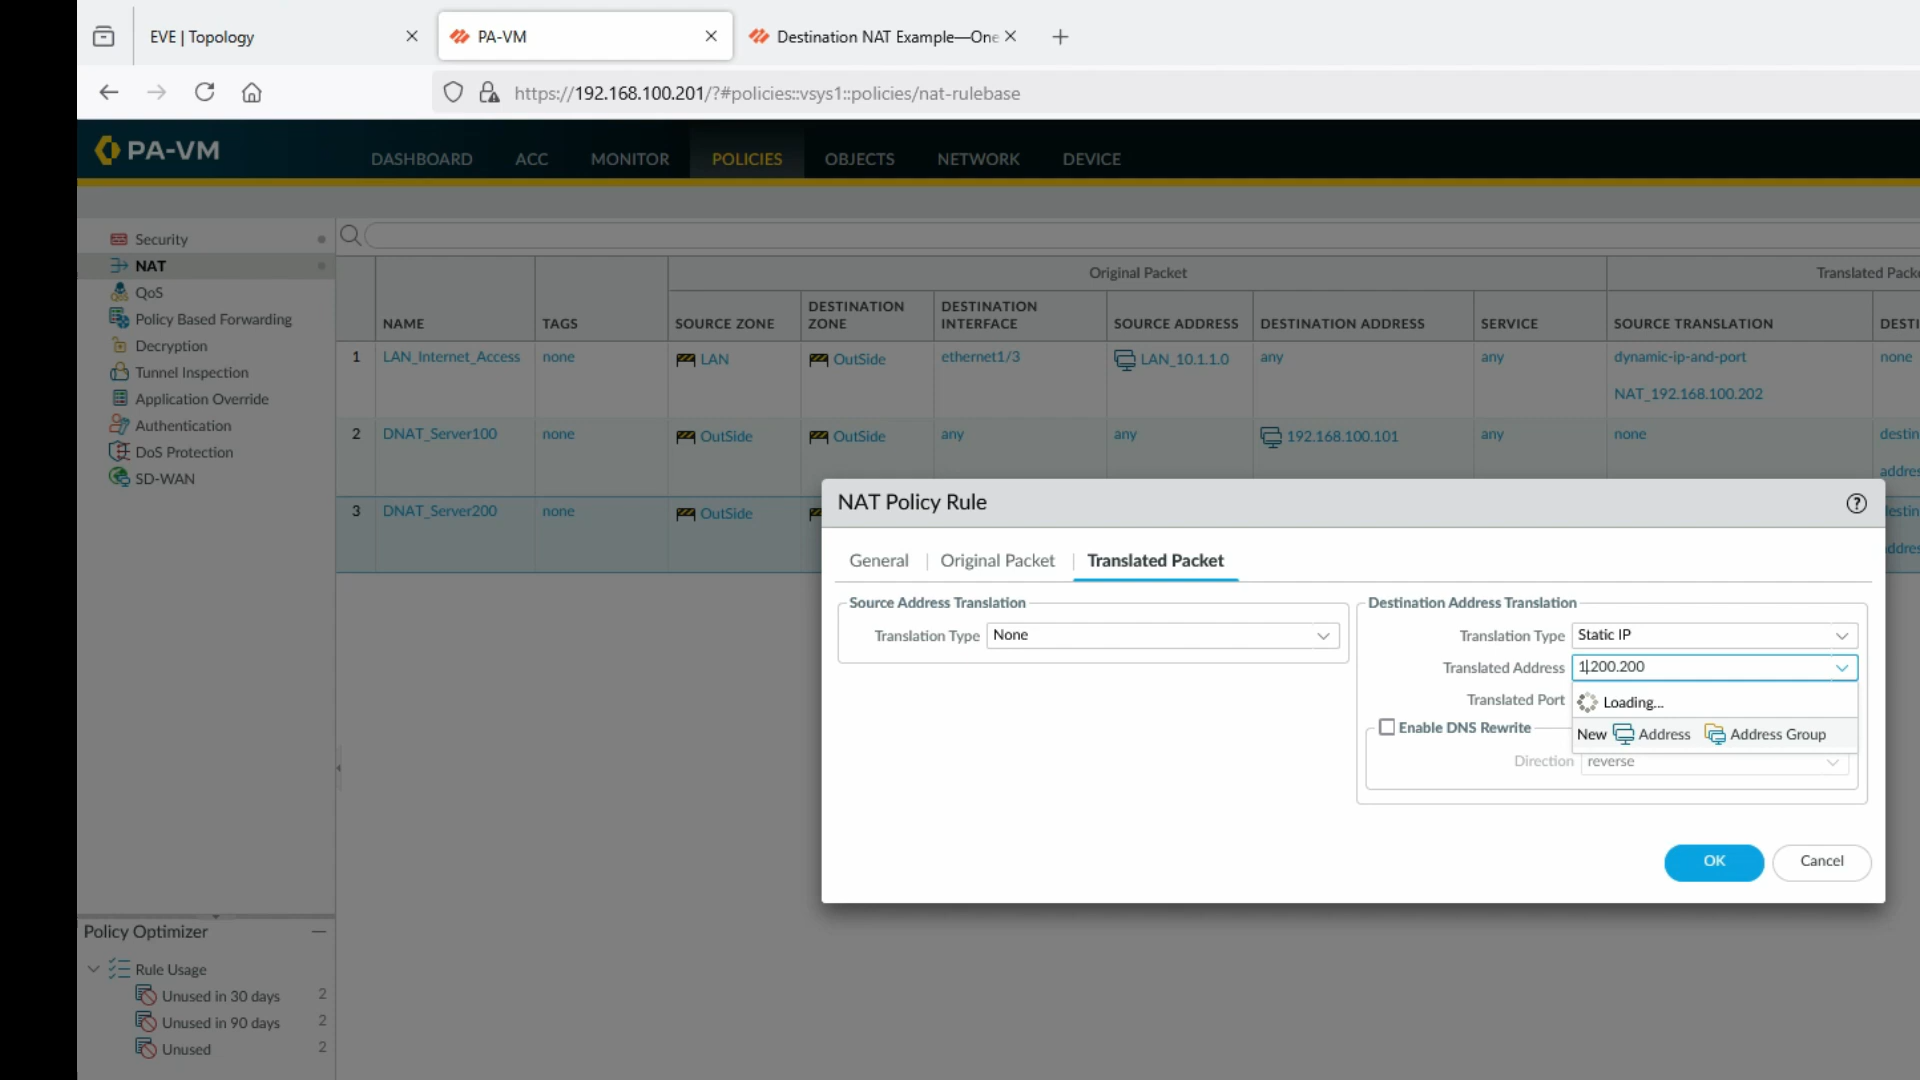 EVE | Topology
PA-VM
Destination NAT Example—One
https://192.168.100.201/?#policies::vsys1::policies/nat-rulebase
PA-VM
DASHBOARD
ACC
MONITOR
POLICIES
OBJECTS
NETWORK
DEVICE
Security
NAT
QoS
Policy Based Forwarding
Decryption
Tunnel Inspection
Application Override
Authentication
DoS Protection
SD-WAN
Original Packet
Translated Packe
NAME
TAGS
SOURCE ZONE
DESTINATION ZONE
DESTINATION INTERFACE
SOURCE ADDRESS
DESTINATION ADDRESS
SERVICE
SOURCE TRANSLATION
DESTI
1 LAN_Internet_Access none LAN OutSide ethernet1/3 LAN_10.1.1.0 any any dynamic-ip-and-port none
NAT_192.168.100.202
2 DNAT_Server100 none OutSide OutSide any any 192.168.100.101 any none destin
addres
3 DNAT_Server200 none OutSide destin
addres
NAT Policy Rule
General
Original Packet
Translated Packet
Source Address Translation
Translation Type None
Destination Address Translation
Translation Type Static IP
Translated Address 1.200.200
Translated Port
Loading...
New Address Address Group
Enable DNS Rewrite
Direction reverse
OK
Cancel
Policy Optimizer
Rule Usage
Unused in 30 days 2
Unused in 90 days 2
Unused 2